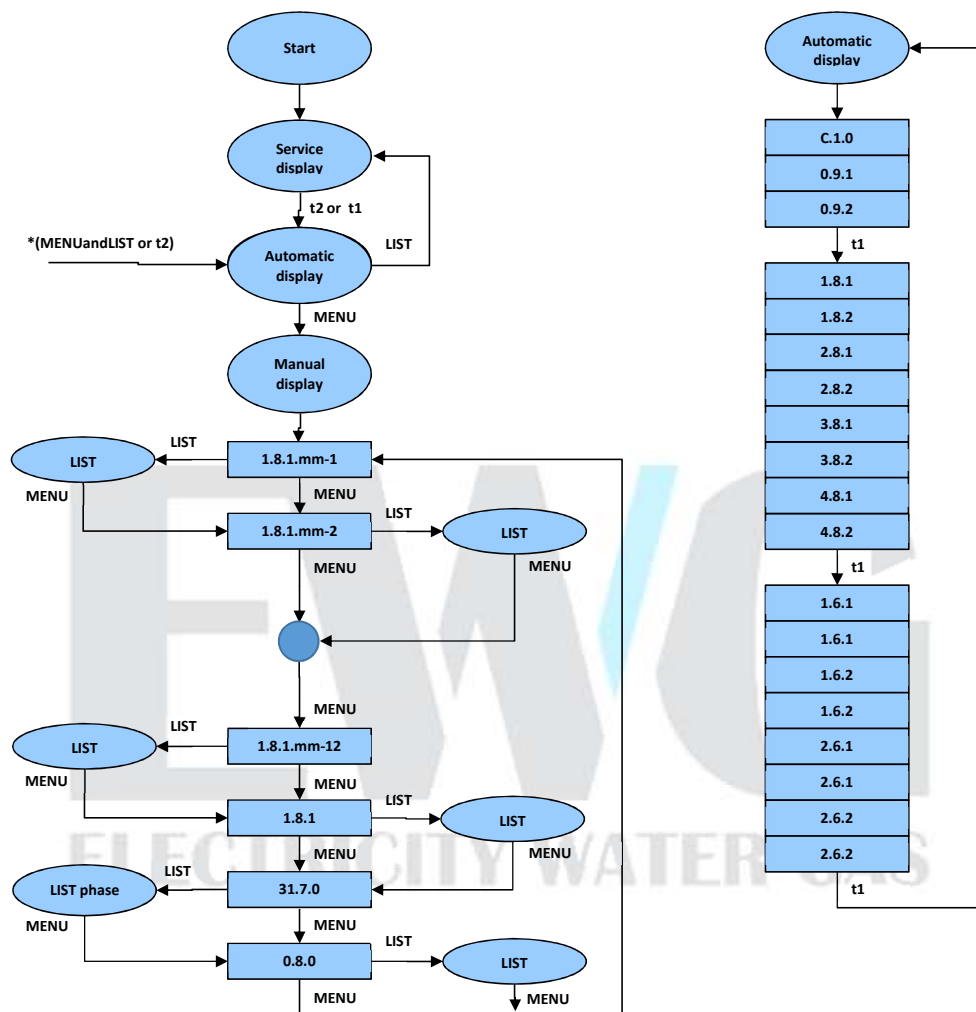 Start
Service
display
t2 or t1
*(MENUandLIST or t2)
LIST
Automatic
display
MENU
Manual
display
LIST
1.8.1.mm-1
LIST
MENU
MENU
LIST
1.8.1.mm-2
LIST
MENU
MENU
MENU
LIST
1.8.1.mm-12
LIST
MENU
MENU
LIST
1.8.1
LIST
MENU
MENU
LIST
31.7.0
LIST phase
MENU
MENU
LIST
0.8.0
LIST
MENU
MENU
Automatic
display
C.1.0
0.9.1
0.9.2
t1
1.8.1
1.8.2
2.8.1
2.8.2
3.8.1
3.8.2
4.8.1
4.8.2
t1
1.6.1
1.6.1
1.6.2
1.6.2
2.6.1
2.6.1
2.6.2
2.6.2
t1
EWG
ELECTRICITY WATER GAS